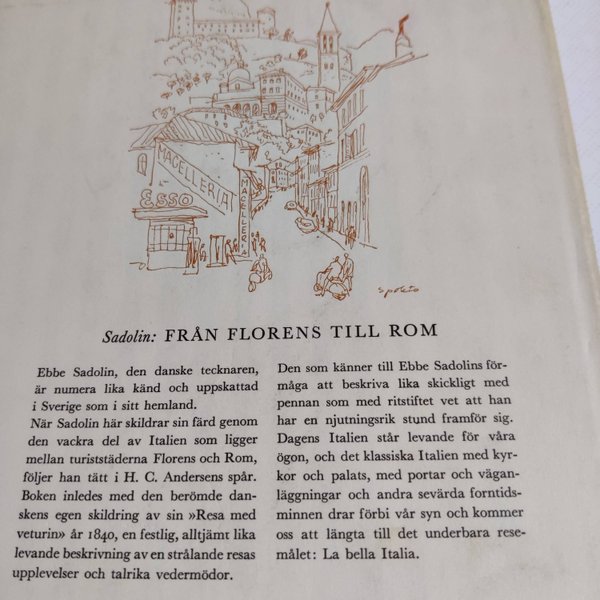 MACELLERIA
ESSO
MACELLERIA
Spoleto
Sadolin: FRÅN FLORENS TILL ROM
Ebbe Sadolin, den danske tecknaren,
är numera lika känd och uppskattad
i Sverige som i sitt hemland.
När Sadolin här skildrar sin färd genom
den vackra del av Italien som ligger
mellan turiststäderna Florens och Rom,
följer han tätt i H. C. Andersens spår.
Boken inledes med den berömde dan-
skens egen skildring av sin »Resa med
veturin» år 1840, en festlig, alltjämt lika
levande beskrivning av en strålande resas
upplevelser och talrika vedermödor.
Den som känner till Ebbe Sadolins för-
måga att beskriva lika skickligt med
pennan som med ritstiftet vet att han
har en njutningsrik stund framför sig.
Dagens Italien står levande för våra
ögon, och det klassiska Italien med kyr-
kor och palats, med portar och vägan-
läggningar och andra sevärda forntids-
minnen drar förbi vår syn och kommer
oss att längta till det underbara rese-
målet: La bella Italia.